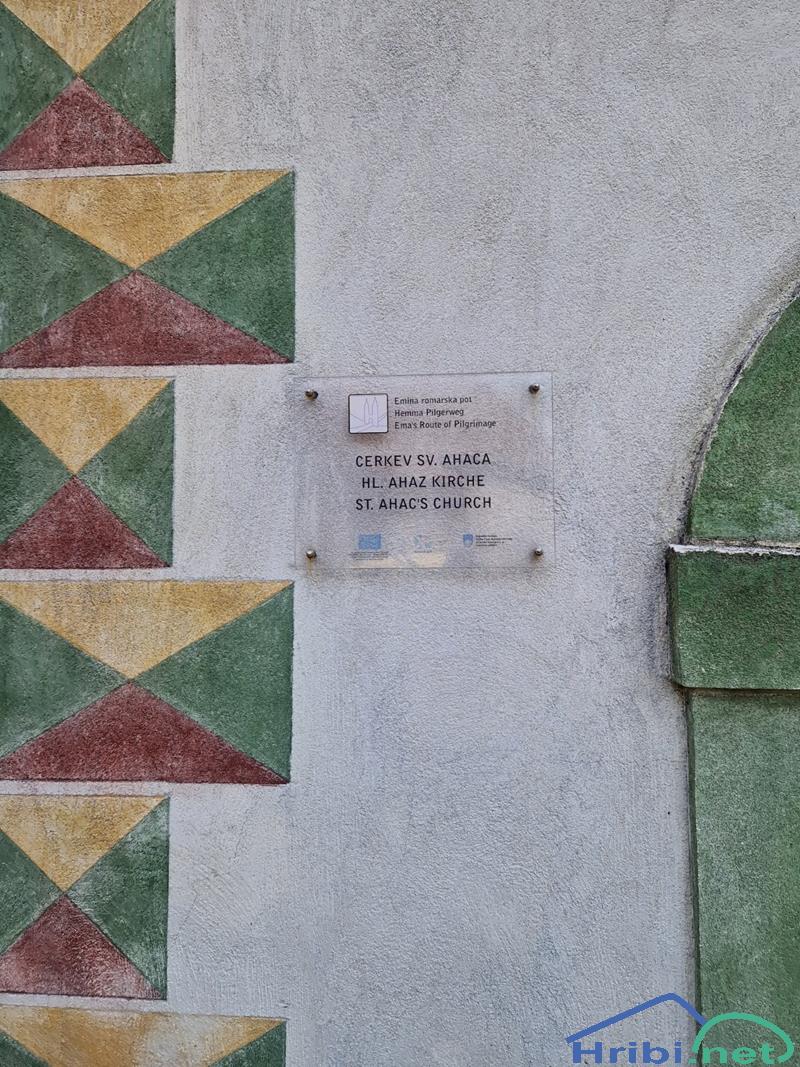 Emina romarska pot
Hemma Pilgerweg
Ema's Route of Pilgrimage
CERKEV SV. AHACA
HL. AHAZ KIRCHE
ST. AHAC'S CHURCH
Hribi.net